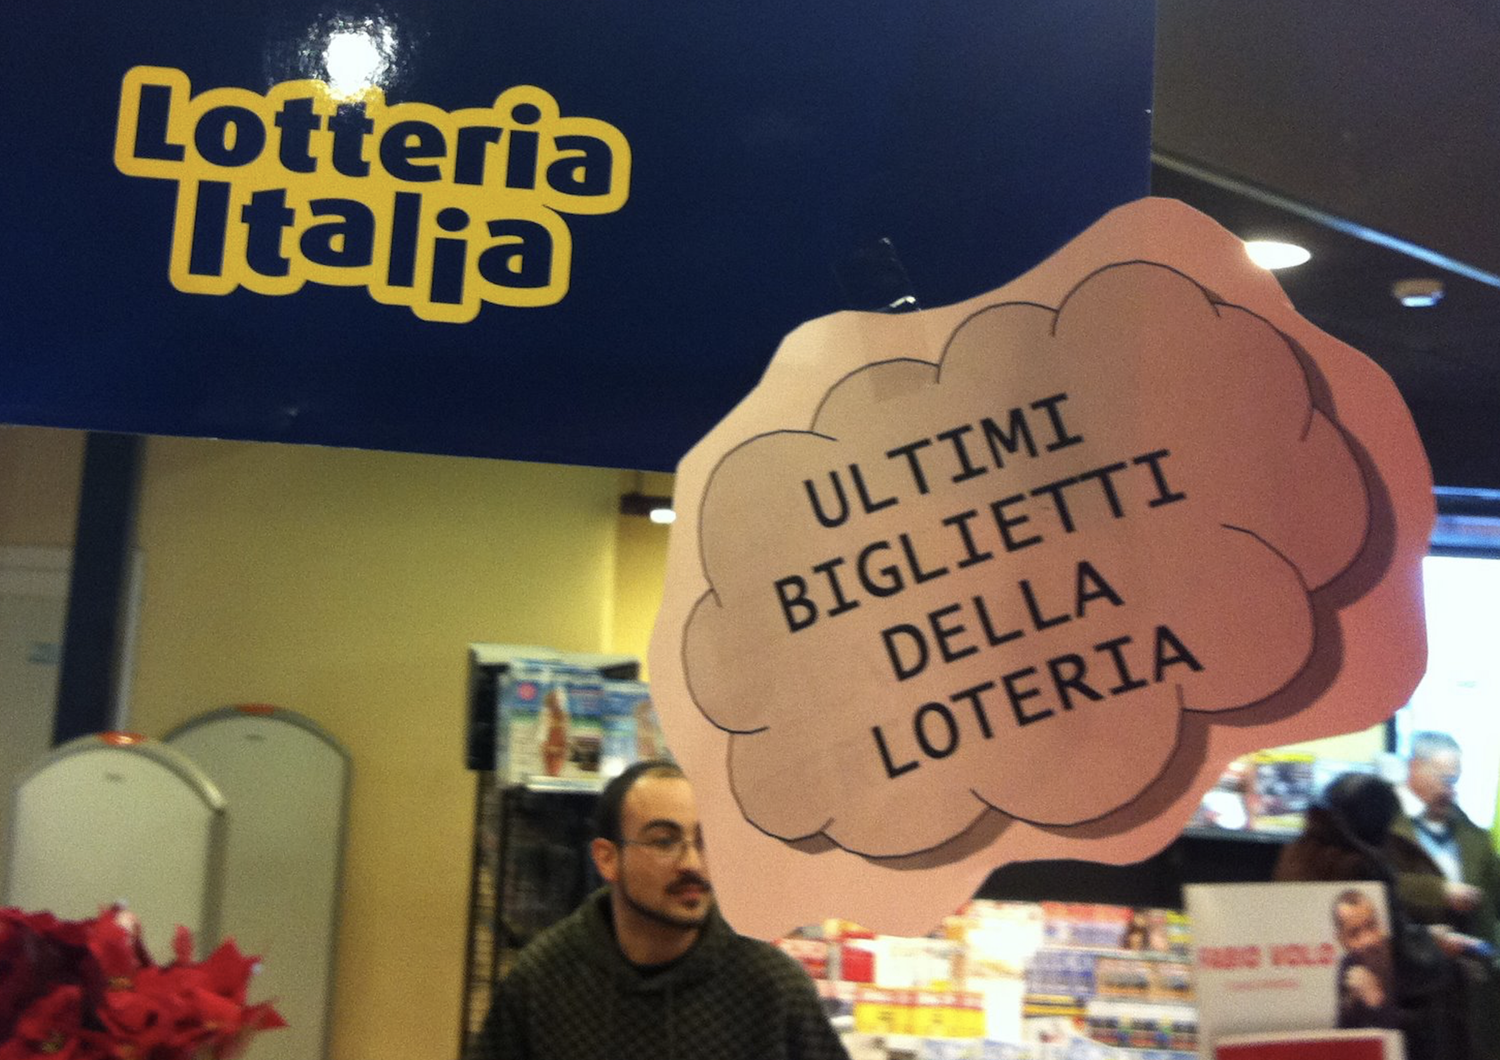 Lotteria
Italia
ULTIMI
BIGLIETTI
DELLA
LOTERIA
FABIO VOLO